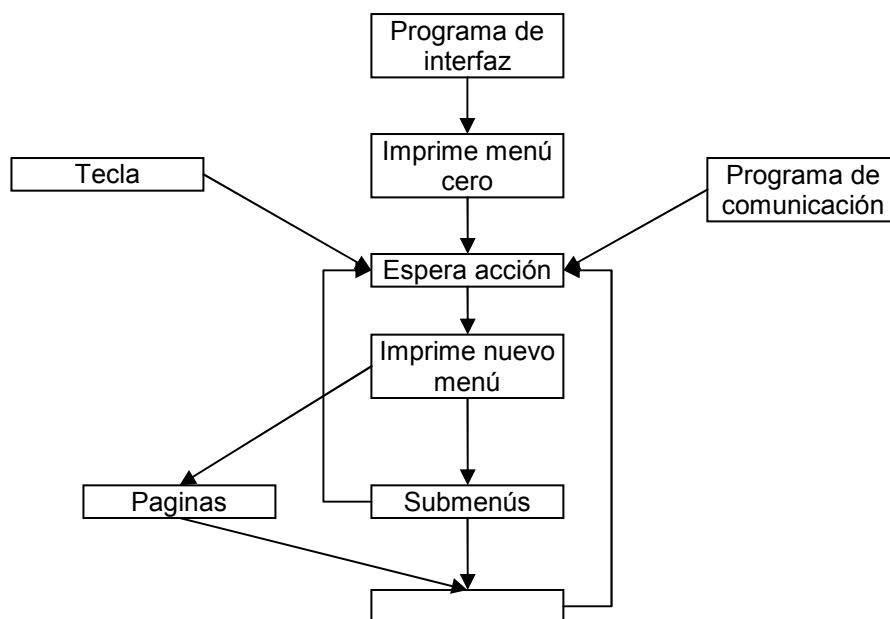 Programa de
interfaz
Imprime menú
cero
Tecla
Programa de
comunicación
Espera acción
Imprime nuevo
menú
Paginas
Submenús